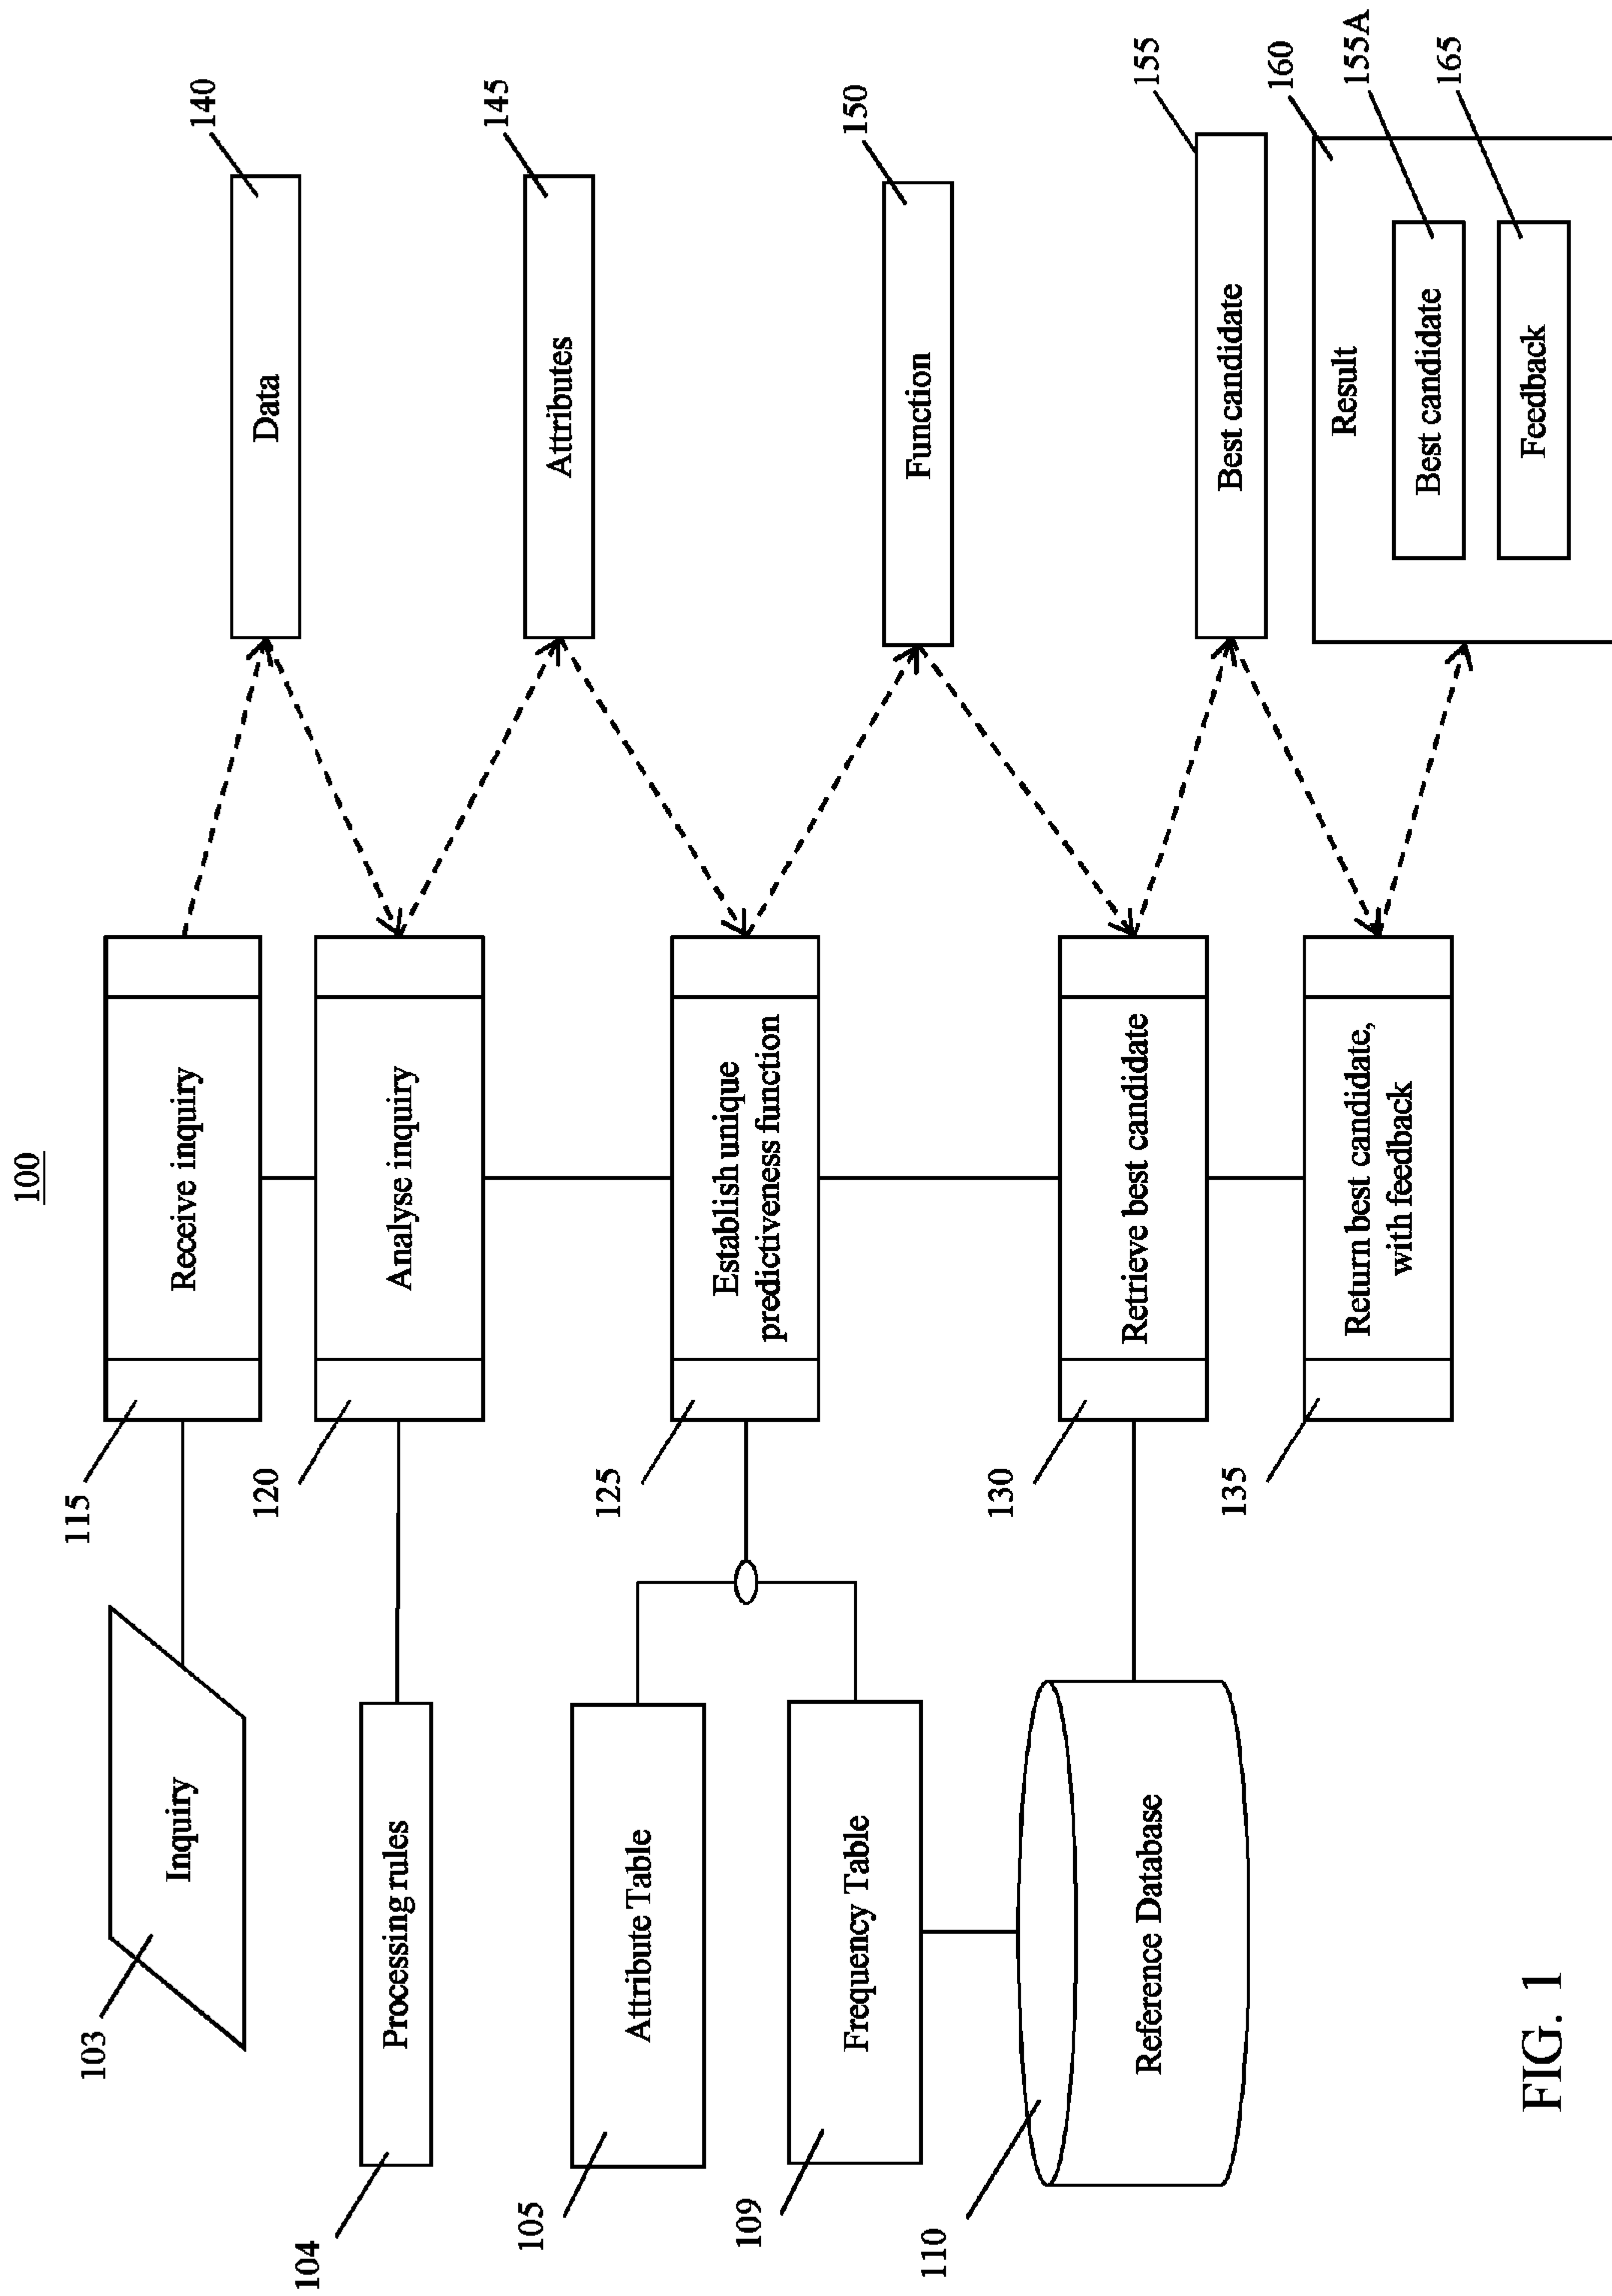 100
103
Inquiry
115
Receive inquiry
140
Data
104
Processing rules
120
Analyse inquiry
145
Attributes
105
Attribute Table
109
Frequency Table
125
Establish unique
predictiveness function
150
Function
110
Reference Database
130
Retrieve best candidate
155
Best candidate
135
Return best candidate,
with feedback
160
Result
155A
Best candidate
165
Feedback
FIG. 1